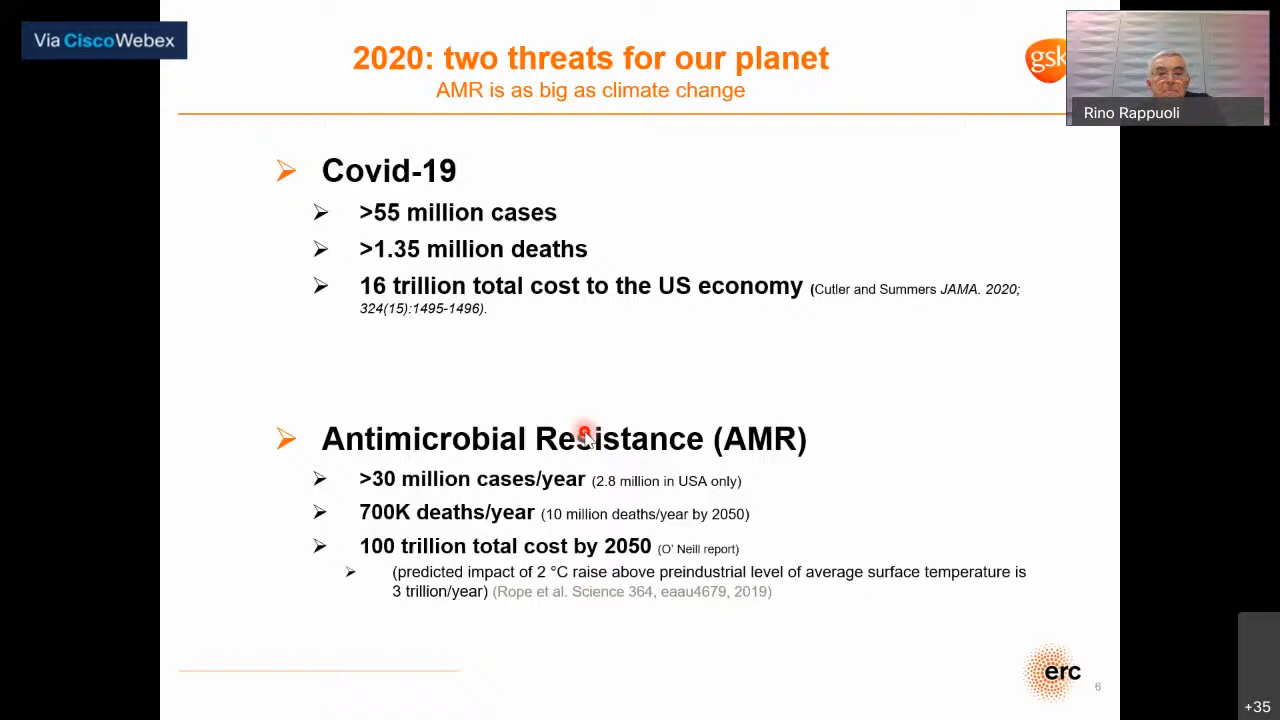 Via CiscoWebex
2020: two threats for our planet
AMR is as big as climate change
gsk
Rino Rappuoli
Covid-19
>55 million cases
>1.35 million deaths
16 trillion total cost to the US economy (Cutler and Summers JAMA. 2020;
324(15):1495-1496).
Antimicrobial Resistance (AMR)
>30 million cases/year (2.8 million in USA only)
700K deaths/year (10 million deaths/year by 2050)
100 trillion total cost by 2050 (O' Neill report)
(predicted impact of 2 °C raise above preindustrial level of average surface temperature is
3 trillion/year) (Rope et al. Science 364, eaau4679, 2019)
erc
6
+35